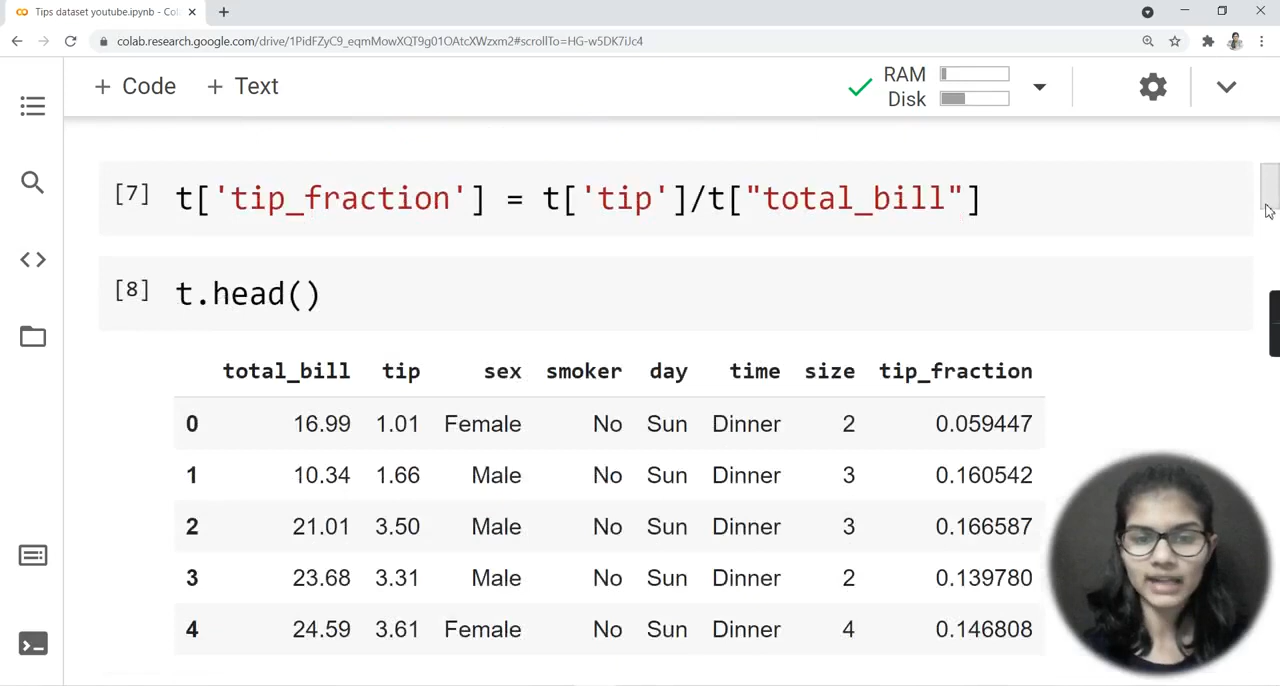 Tips dataset youtube.ipynb - Col
colab.research.google.com/drive/1PidFZyC9_eqmMowXQT9g01OAtcXWzxm2#scrollTo=HG-w5DK7iJc4
+ Code + Text
RAM
Disk
[7] t['tip_fraction'] = t['tip']/t["total_bill"]
[8] t.head()
total_bill tip sex smoker day time size tip_fraction
0 16.99 1.01 Female No Sun Dinner 2 0.059447
1 10.34 1.66 Male No Sun Dinner 3 0.160542
2 21.01 3.50 Male No Sun Dinner 3 0.166587
3 23.68 3.31 Male No Sun Dinner 2 0.139780
4 24.59 3.61 Female No Sun Dinner 4 0.146808